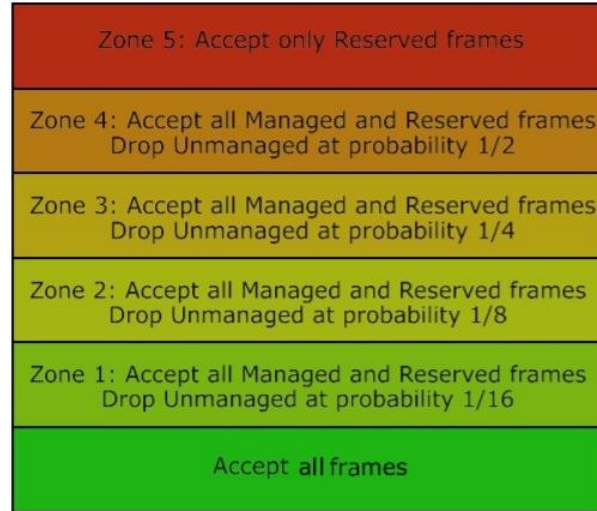 Zone 5: Accept only Reserved frames
Zone 4: Accept all Managed and Reserved frames
Drop Unmanaged at probability 1/2
Zone 3: Accept all Managed and Reserved frames
Drop Unmanaged at probability 1/4
Zone 2: Accept all Managed and Reserved frames
Drop Unmanaged at probability 1/8
Zone 1: Accept all Managed and Reserved frames
Drop Unmanaged at probability 1/16
Accept all frames